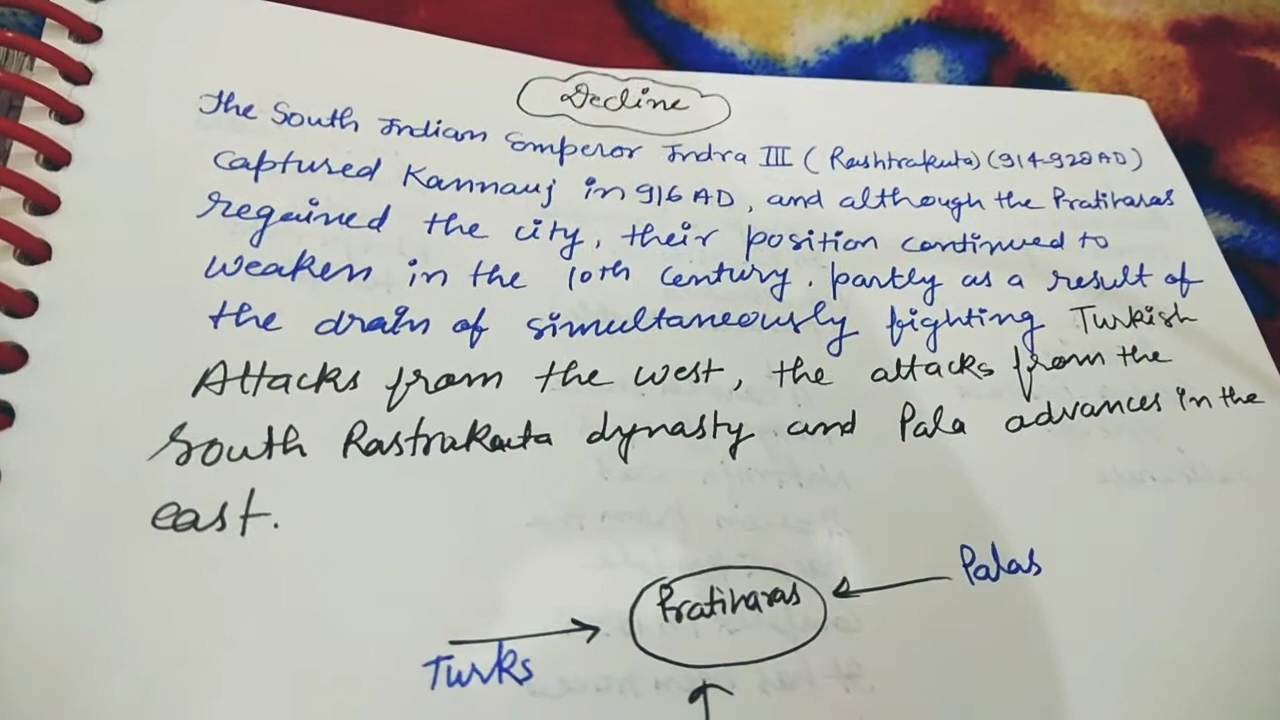 Decline
The South Indian Emperor Indra III (Rashtrakuta) (914-928 AD)
captured Kannauj in 916 AD, and although the Pratiharas
regained the city, their position continued to
weaken in the 10th century, partly as a result of
the drain of simultaneously fighting Turkish
Attacks from the west, the attacks from the
South Rastrakuta dynasty and Pala advances in the
east.
Palas
Pratiharas
Turks